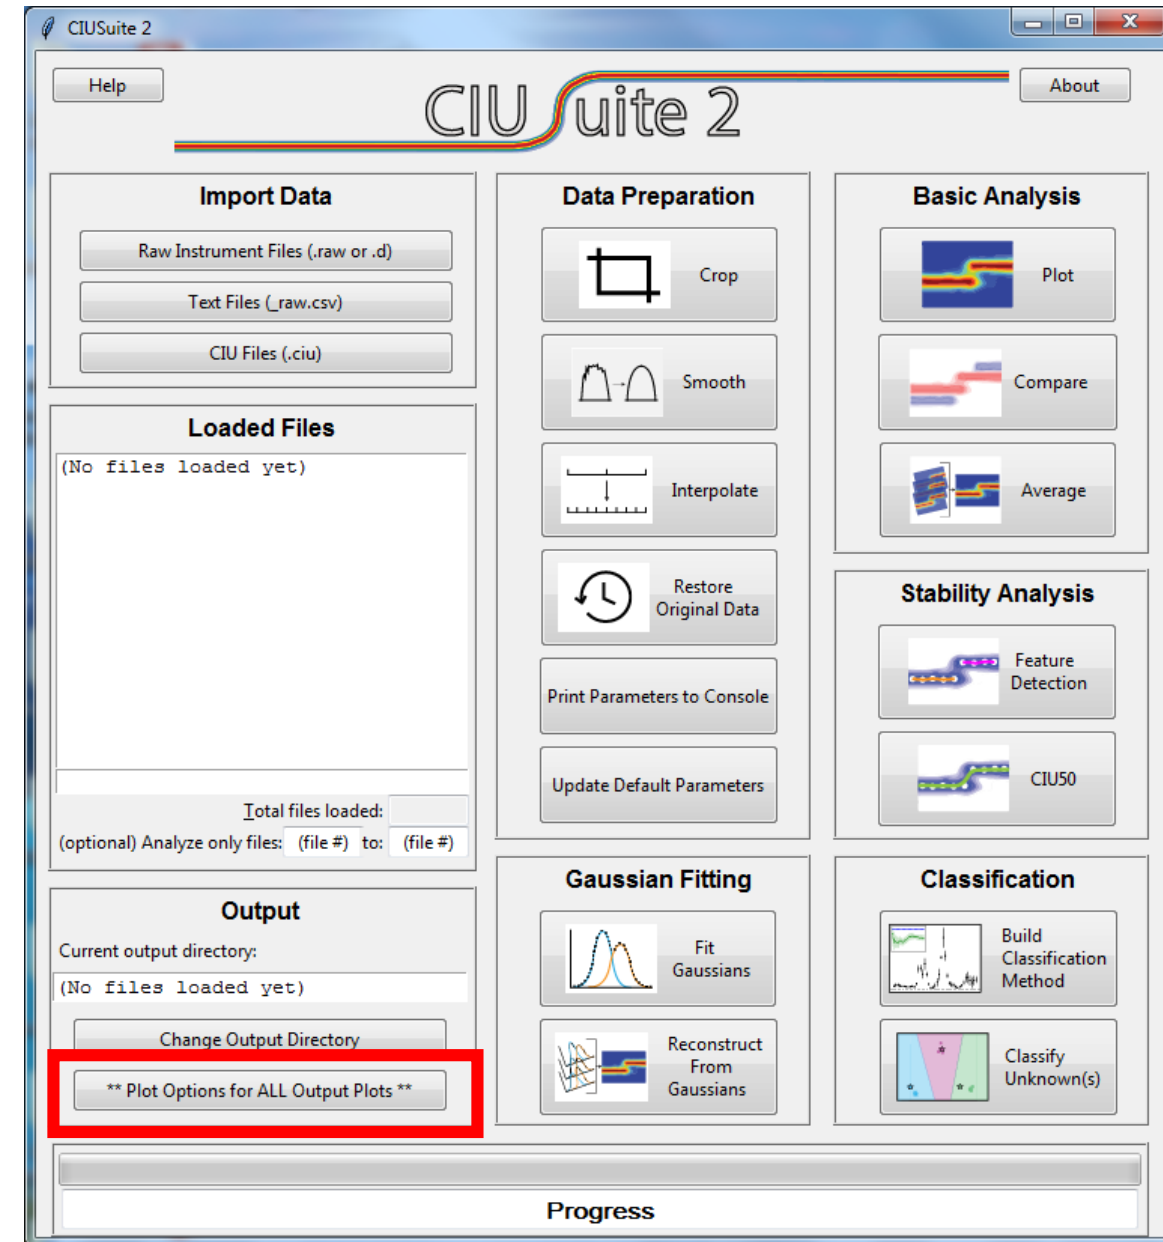 CIUSuite 2
Help
CIU Suite 2
About
Import Data
Raw Instrument Files (.raw or .d)
Text Files (_raw.csv)
CIU Files (.ciu)
Loaded Files
(No files loaded yet)
Total files loaded:
(optional) Analyze only files: (file #) to: (file #)
Output
Current output directory:
(No files loaded yet)
Change Output Directory
** Plot Options for ALL Output Plots **
Data Preparation
Crop
Smooth
Interpolate
Restore
Original Data
Print Parameters to Console
Update Default Parameters
Gaussian Fitting
Fit
Gaussians
Reconstruct
From
Gaussians
Basic Analysis
Plot
Compare
Average
Stability Analysis
Feature
Detection
CIU50
Classification
Build
Classification
Method
Classify
Unknown(s)
Progress